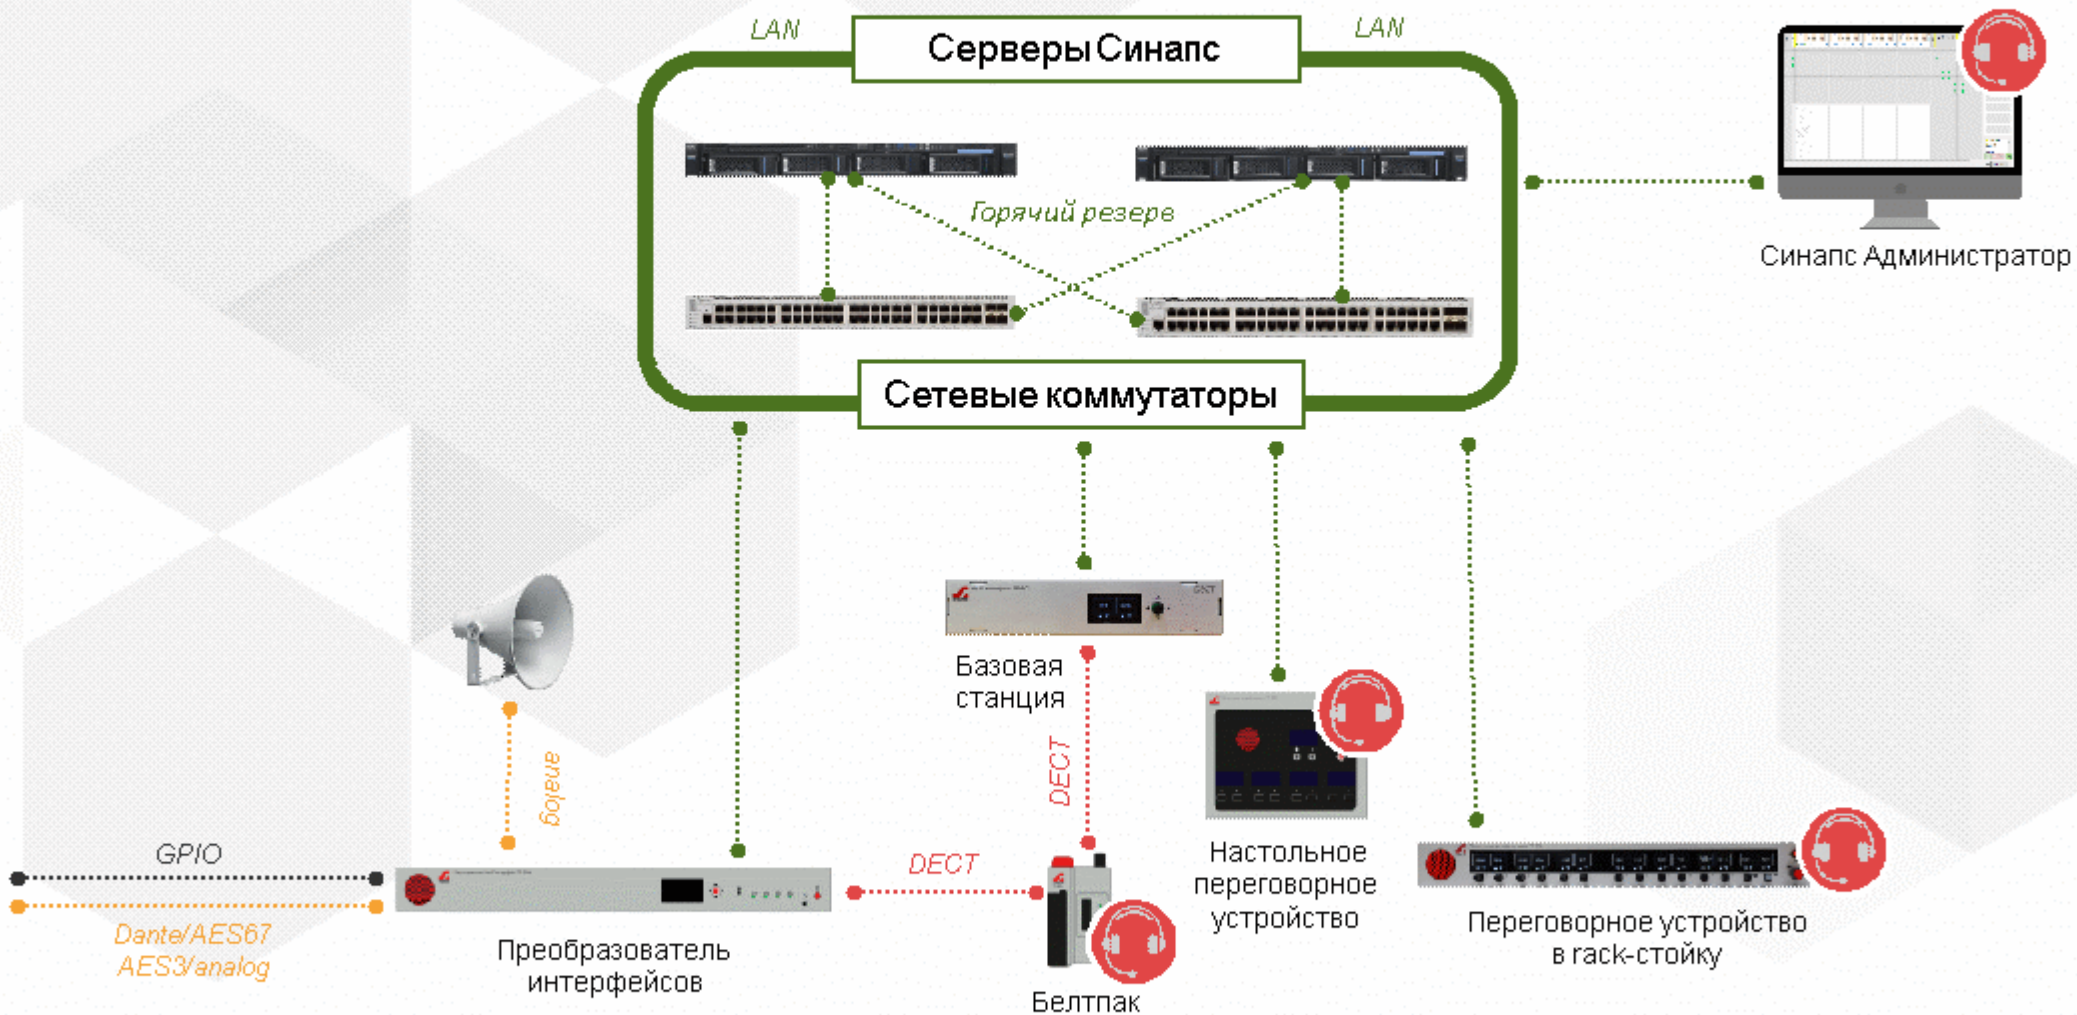 LAN
Серверы Синапс
LAN
Горячий резерв
Синапс Администратор
Сетевые коммутаторы
Базовая
станция
analog
DECT
GPIO
DECT
Dante/AES67
AES3/analog
Преобразователь
интерфейсов
Белтпак
Настольное
переговорное
устройство
Переговорное устройство
в rack-стойку